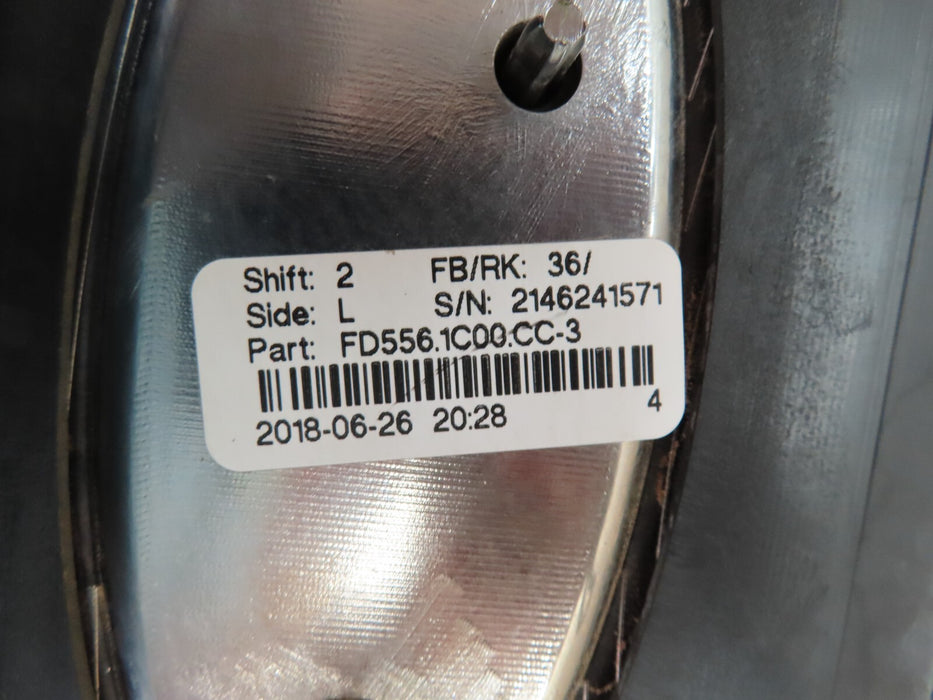 Shift: 2 FB/RK: 36/
Side: L S/N: 2146241571
Part: FD556.1C00.CC-3
2018-06-26 20:28 4